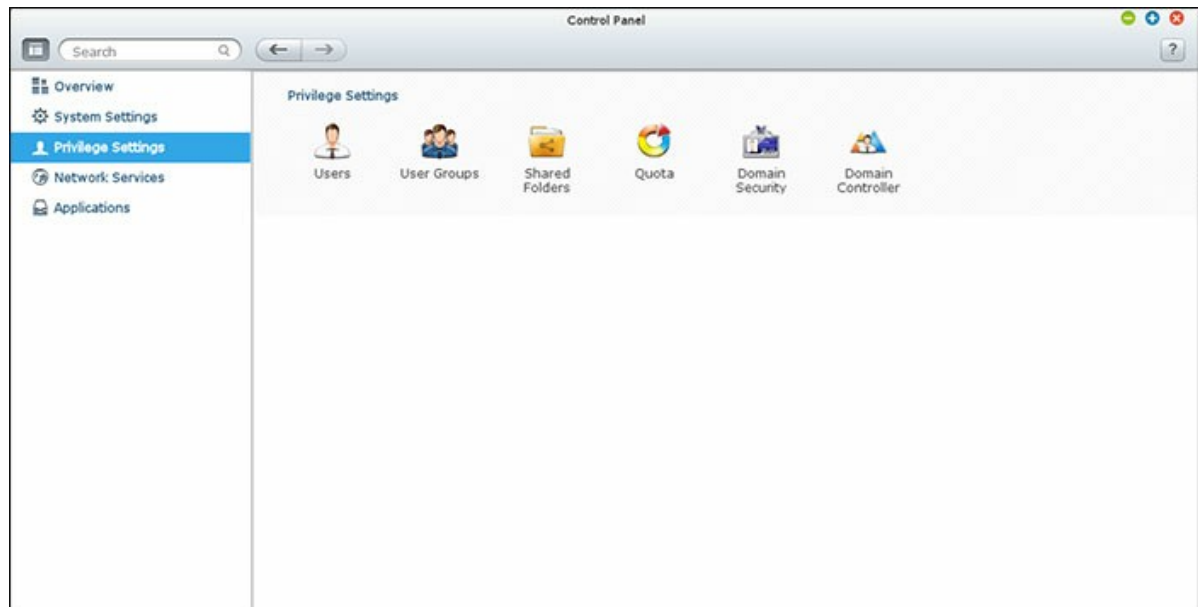 Control Panel
Search
?
Overview
System Settings
Privilege Settings
Network Services
Applications
Privilege Settings
Users
User Groups
Shared
Folders
Quota
Domain
Security
Domain
Controller